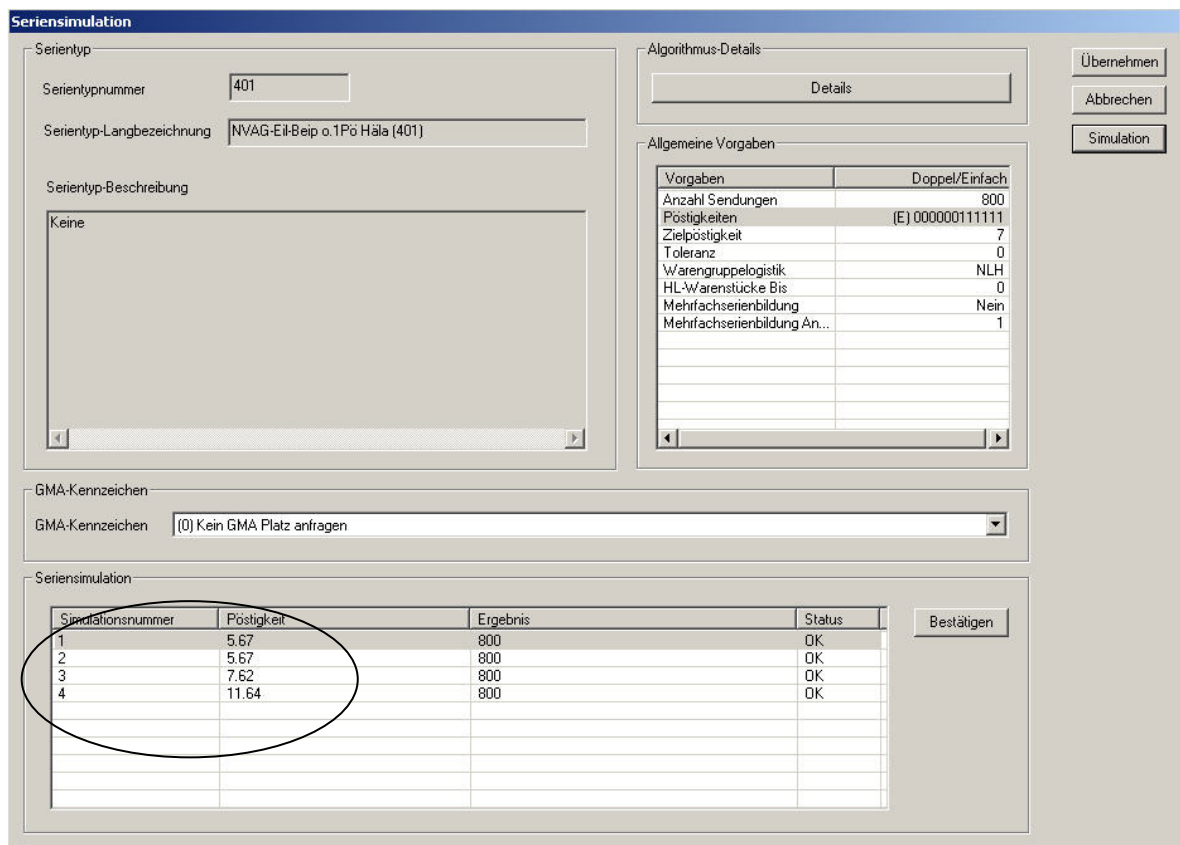 Seriensimulation
Serientyp
Serientypnummer 401
Serientyp-Langbezeichnung NVAG-Eil-Beip o.1Pö Häla (401)
Serientyp-Beschreibung
Keine
Algorithmus-Details
Details
Allgemeine Vorgaben
Vorgaben Doppel/Einfach
Anzahl Sendungen 800
Pöstigkeiten (E) 000000111111
Zielpöstigkeit 7
Toleranz 0
Warengruppelogistik NLH
HL-Warenstücke Bis 0
Mehrfachserienbildung Nein
Mehrfachserienbildung An... 1
Übernehmen
Abbrechen
Simulation
GMA-Kennzeichen
GMA-Kennzeichen (0) Kein GMA Platz anfragen
Seriensimulation
Simulationsnummer Pöstigkeit Ergebnis Status
1 5.67 800 OK
2 5.67 800 OK
3 7.62 800 OK
4 11.64 800 OK
Bestätigen